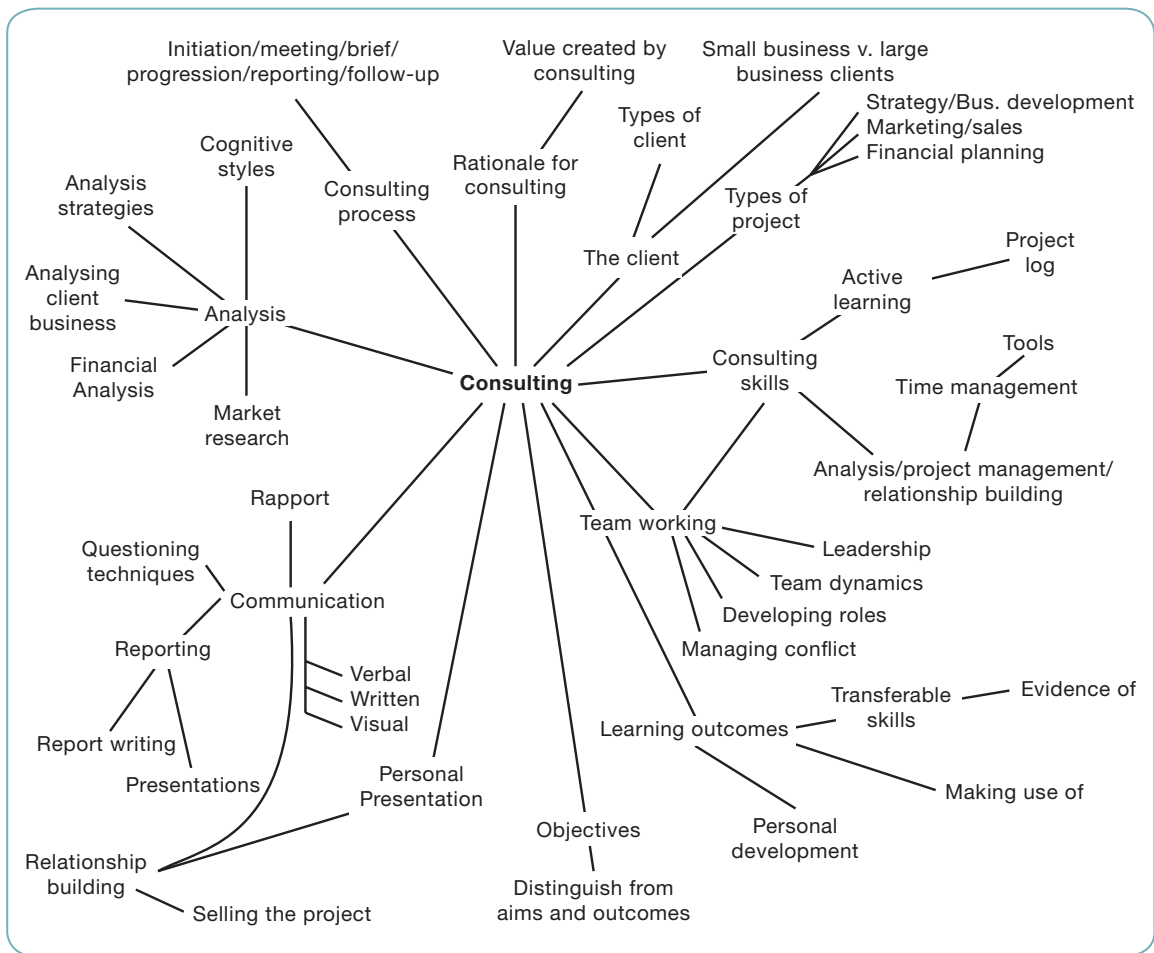 Initiation/meeting/brief/
progression/reporting/follow-up
Value created by
consulting
Small business v. large
business clients
Strategy/Bus. development
Marketing/sales
Financial planning
Types of
client
Cognitive
styles
Rationale for
consulting
Consulting
process
Analysis
strategies
Types of
project
The client
Project
log
Active
learning
Analysing
client
business
Analysis
Financial
Analysis
Market
research
Consulting
Consulting
skills
Tools
Time management
Analysis/project management/
relationship building
Rapport
Questioning
techniques
Communication
Reporting
Verbal
Written
Visual
Report writing
Presentations
Team working
Leadership
Team dynamics
Developing roles
Managing conflict
Transferable
skills
Evidence of
Learning outcomes
Making use of
Personal
development
Personal
Presentation
Objectives
Distinguish from
aims and outcomes
Relationship
building
Selling the project